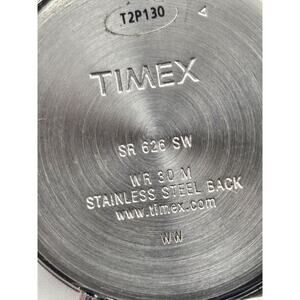 T2P130
TIMEX
SR 626 SW
WR 30 M
STAINLESS STEEL BACK
www.timex.com
WW